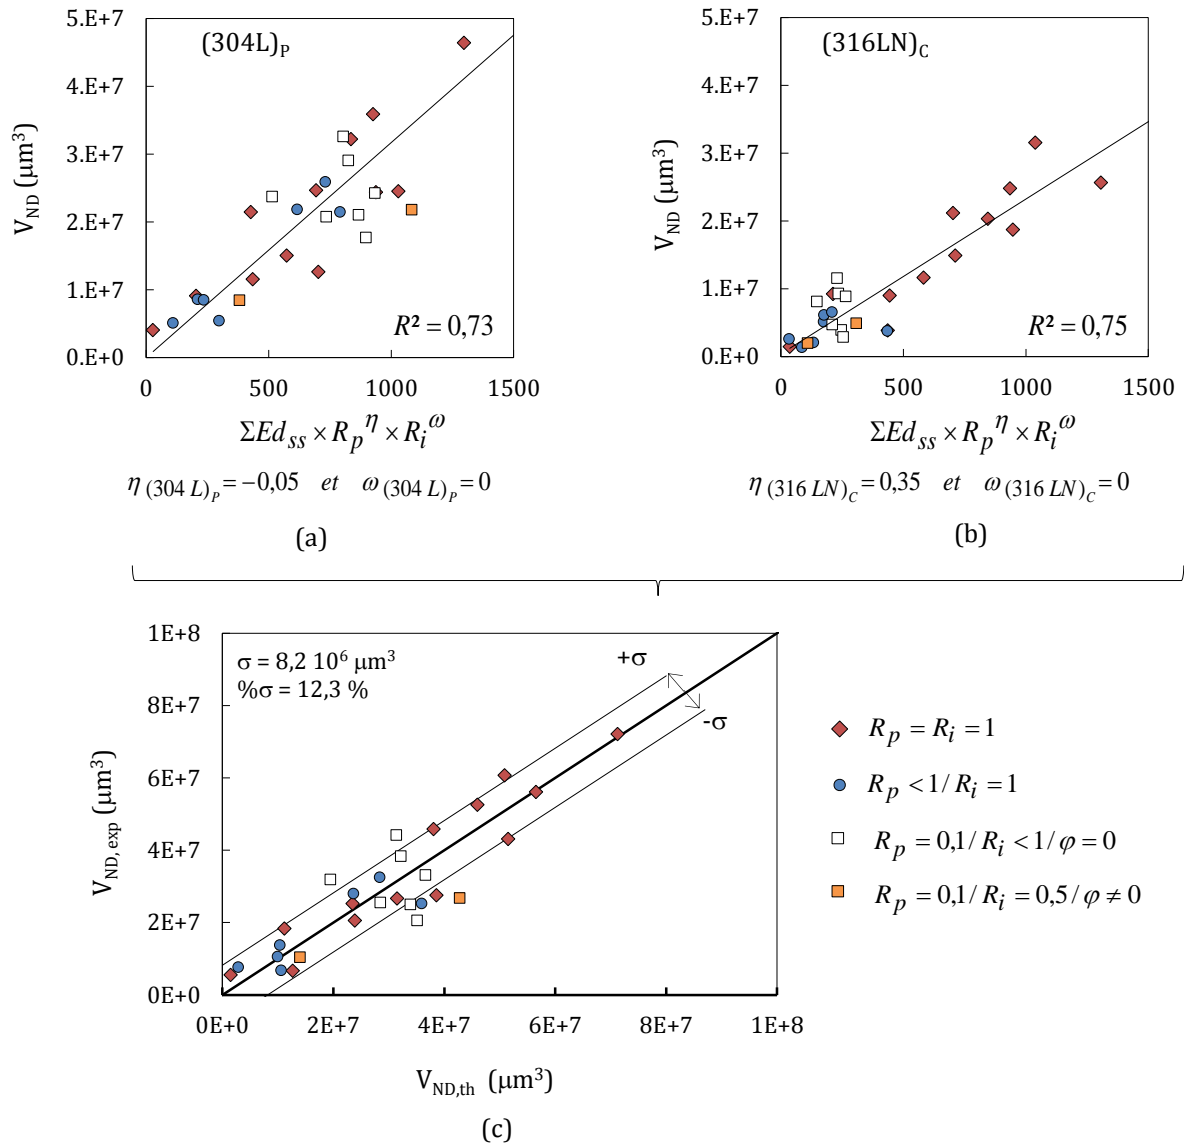 5.E+7
4.E+7
3.E+7
2.E+7
1.E+7
0.E+0
V_ND (μm³)
(304L)_P
R² = 0,73
0 500 1000 1500
ΣEd_ss × R_p^η × R_i^ω
η_(304 L)_P = −0,05 et ω_(304 L)_P = 0
(a)
5.E+7
4.E+7
3.E+7
2.E+7
1.E+7
0.E+0
V_ND (μm³)
(316LN)_C
R² = 0,75
0 500 1000 1500
ΣEd_ss × R_p^η × R_i^ω
η_(316 LN)_C = 0,35 et ω_(316 LN)_C = 0
(b)
1E+8
8E+7
6E+7
4E+7
2E+7
0E+0
V_ND,exp (μm³)
σ = 8,2 10⁶ μm³
%σ = 12,3 %
+σ
-σ
0E+0 2E+7 4E+7 6E+7 8E+7 1E+8
V_ND,th (μm³)
(c)
R_p = R_i = 1
R_p < 1/ R_i = 1
R_p = 0,1/ R_i < 1/ φ = 0
R_p = 0,1/ R_i = 0,5/ φ ≠ 0